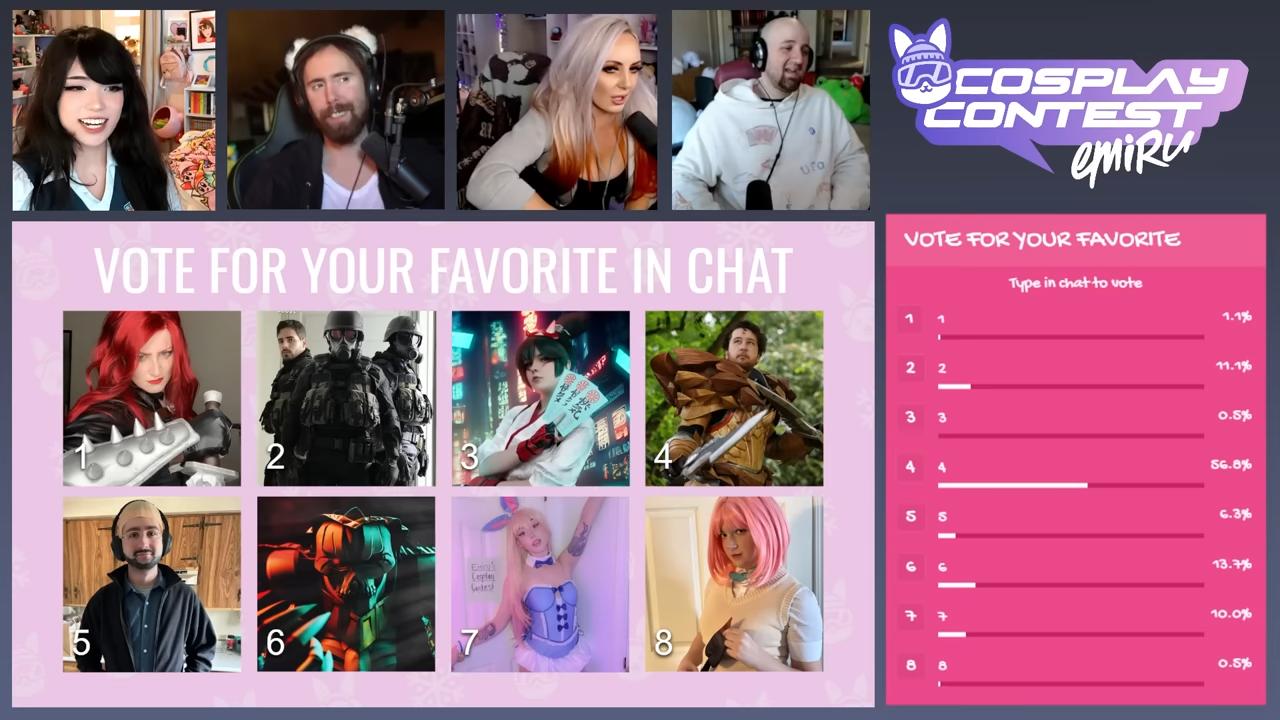 COSPLAY
CONTEST
emiru
VOTE FOR YOUR FAVORITE IN CHAT
1
2
3
4
5
6
7
8
VOTE FOR YOUR FAVORITE
Type in chat to vote
1 1 1.1%
2 2 11.1%
3 3 0.5%
4 4 56.8%
5 5 6.3%
6 6 13.7%
7 7 10.0%
8 8 0.5%
Emiru's
Cosplay
Contest